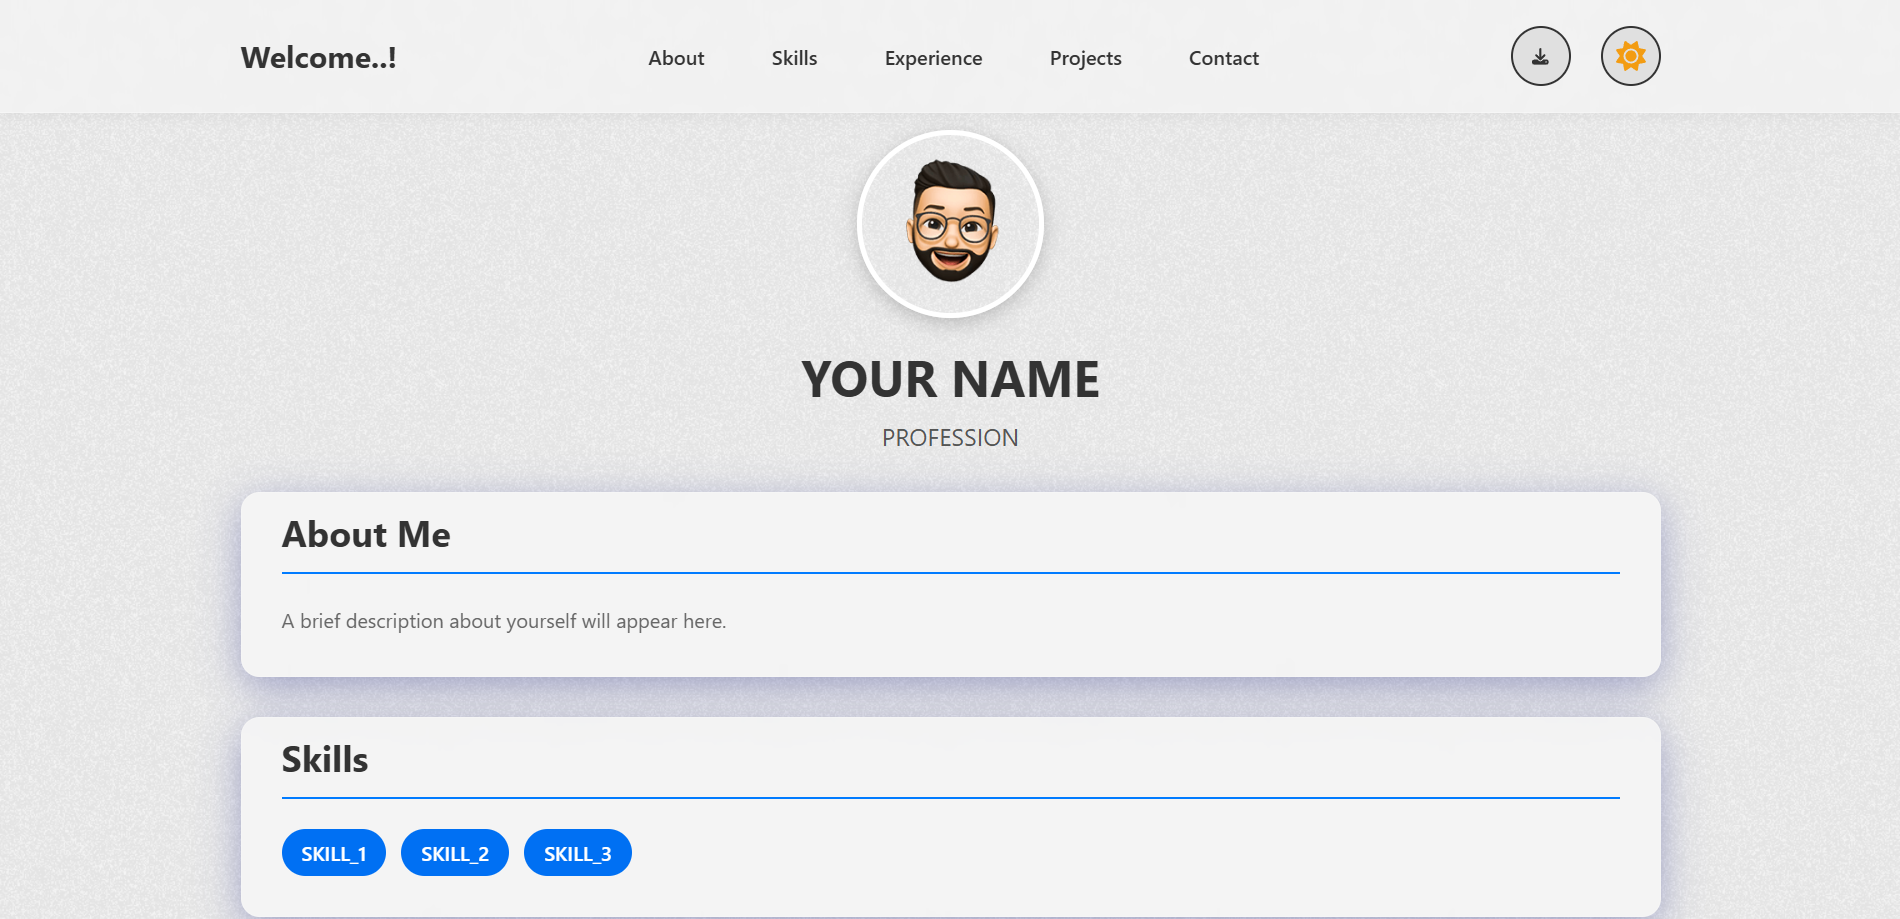 Welcome..! About Skills Experience Projects Contact
YOUR NAME
PROFESSION
About Me
A brief description about yourself will appear here.
Skills
SKILL_1 SKILL_2 SKILL_3